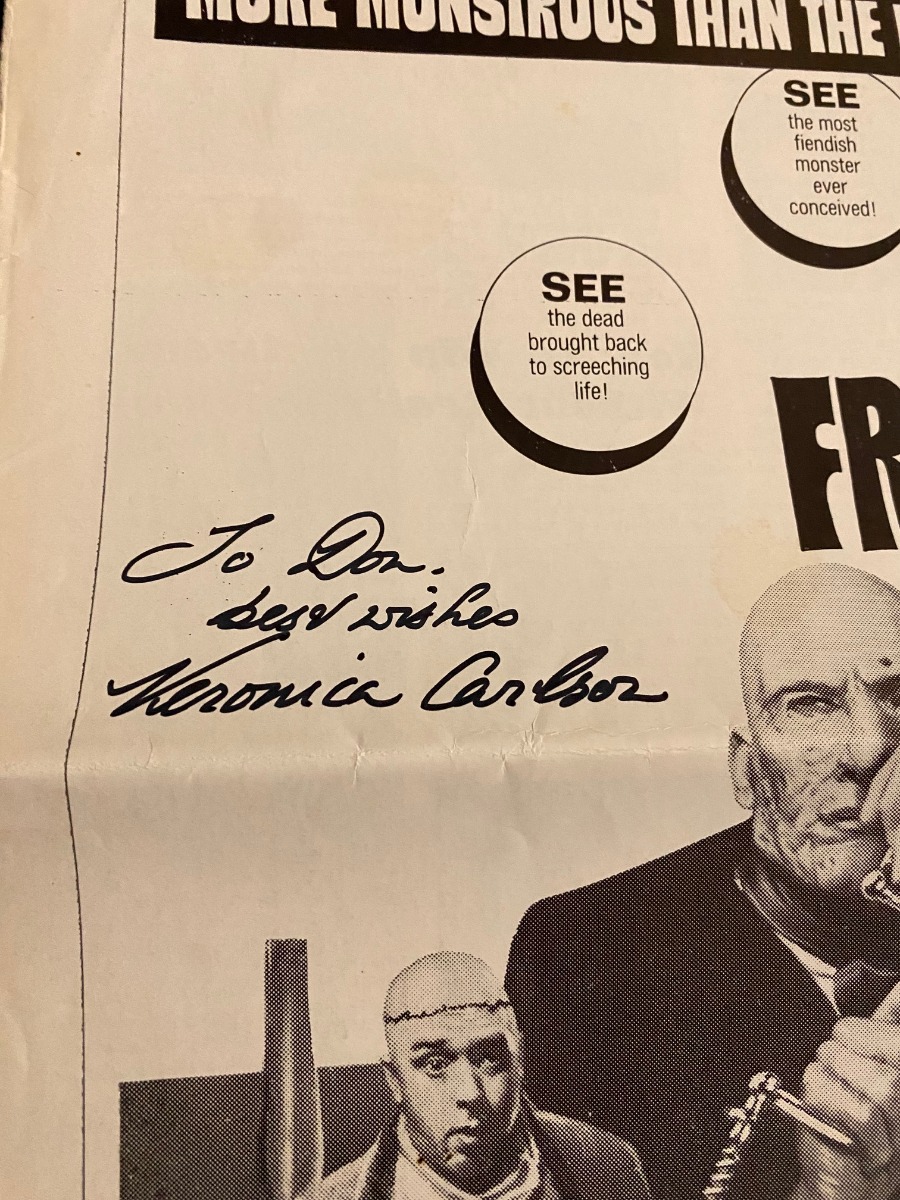 MORE MONSTROUS THAN THE
SEE
the most
fiendish
monster
ever
conceived!
SEE
the dead
brought back
to screeching
life!
FR
To Don.
best wishes
Veronica Carlson